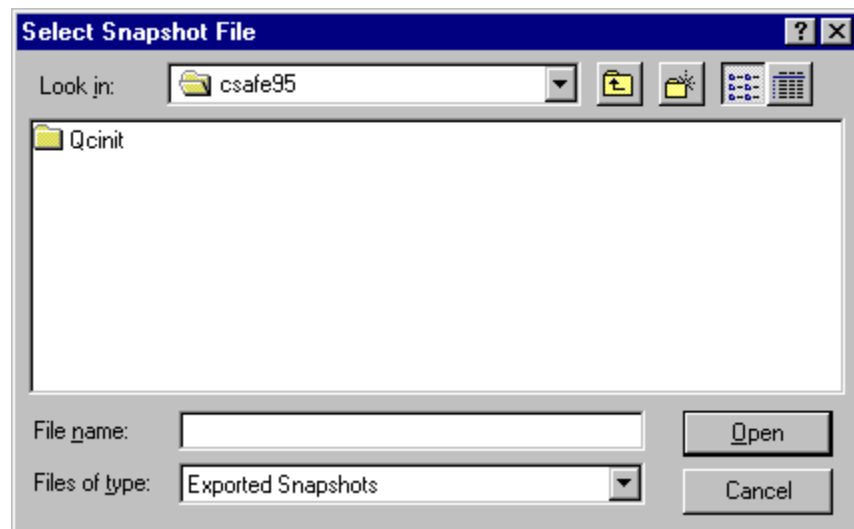 Select Snapshot File
Look in: csafe95
Qcinit
File name:
Open
Files of type: Exported Snapshots
Cancel